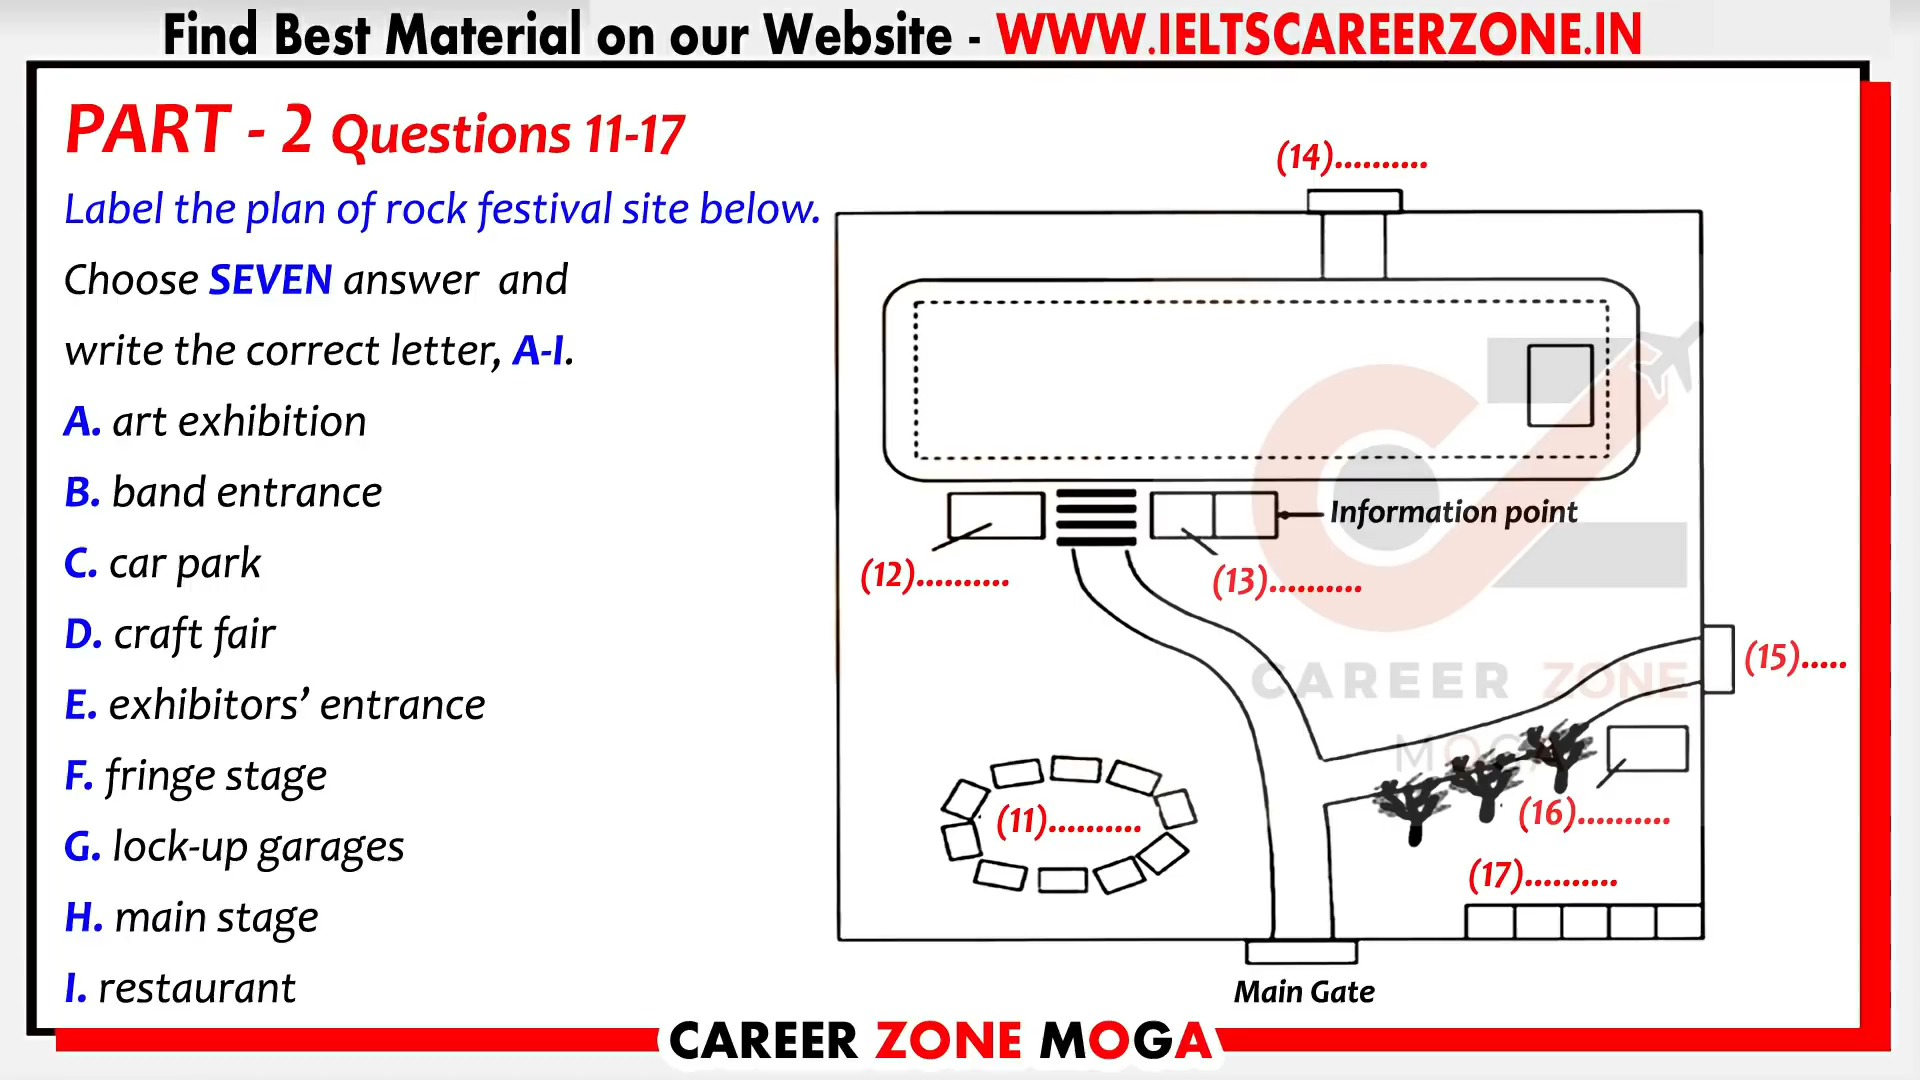 Find Best Material on our Website - WWW.IELTSCAREERZONE.IN
PART - 2 Questions 11-17
Label the plan of rock festival site below.
Choose SEVEN answer and
write the correct letter, A-I.
A. art exhibition
B. band entrance
C. car park
D. craft fair
E. exhibitors’ entrance
F. fringe stage
G. lock-up garages
H. main stage
I. restaurant
(14)..........
Information point
(12)..........
(13)..........
(15).....
CAREER ZONE
MOGA
(11)..........
(16)..........
(17)..........
Main Gate
CAREER ZONE MOGA